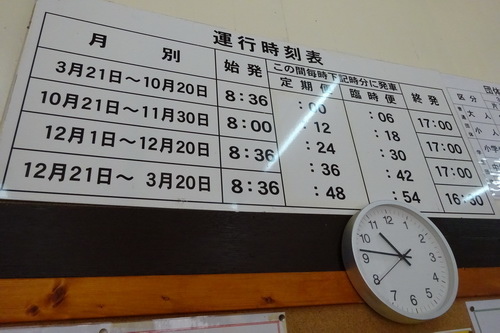 運行時刻表
月 別 始発 この間毎時下記時分に発車 終発
定期便 臨時便
3月21日～10月20日 8:36 17:00
10月21日～11月30日 8:00 17:00
12月1日～12月20日 8:36 17:00
12月21日～ 3月20日 8:36 16:30
:00 :06
:12 :18
:24 :30
:36 :42
:48 :54
団体
区分
大人
小
小学
12 1 2 3 4 5 6 7 8 9 10 11